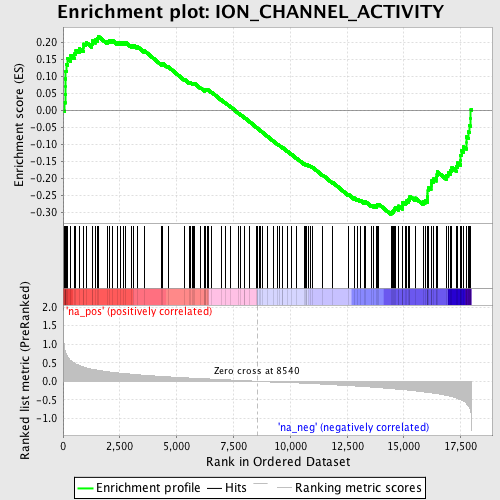 Enrichment plot: ION_CHANNEL_ACTIVITY
Enrichment score (ES)
0.20
0.15
0.10
0.05
0.00
-0.05
-0.10
-0.15
-0.20
-0.25
-0.30
Ranked list metric (PreRanked)
2.0
1.5
1.0
0.5
0.0
-0.5
-1.0
'na_pos' (positively correlated)
Zero cross at 8540
'na_neg' (negatively correlated)
0 2,500 5,000 7,500 10,000 12,500 15,000 17,500
Rank in Ordered Dataset
Enrichment profile Hits Ranking metric scores